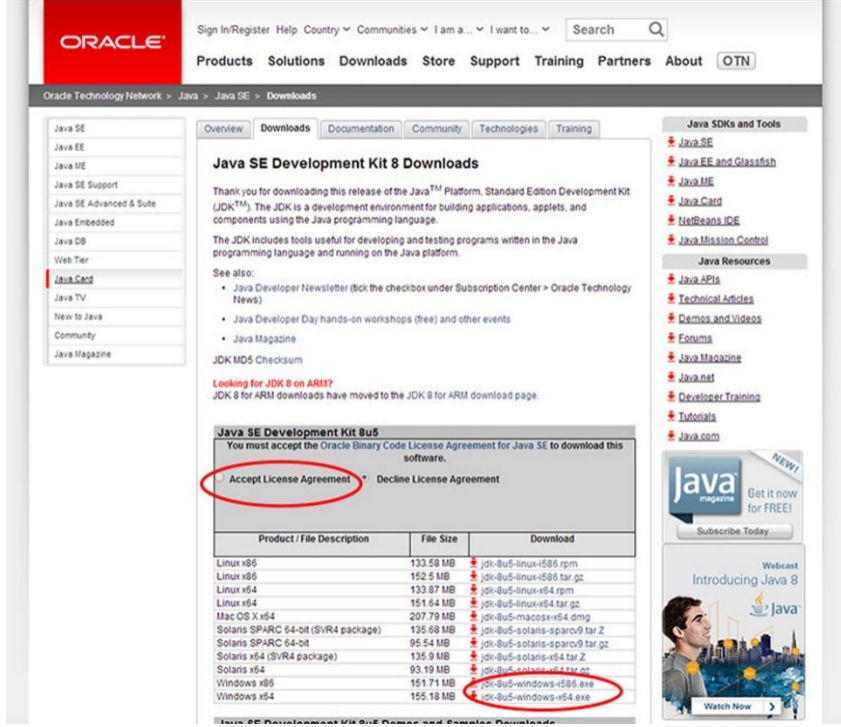 ORACLE
Sign In/Register Help Country Communities I am a... I want to... Search
Products Solutions Downloads Store Support Training Partners About OTN
Oracle Technology Network > Java > Java SE > Downloads
Java SE
Java EE
Java ME
Java SE Support
Java SE Advanced & Suite
Java Embedded
Java DB
Web Tier
Java Card
Java TV
New to Java
Community
Java Magazine
Overview Downloads Documentation Community Technologies Training
Java SE Development Kit 8 Downloads
Thank you for downloading this release of the Java™ Platform, Standard Edition Development Kit
(JDK™). The JDK is a development environment for building applications, applets, and
components using the Java programming language.
The JDK includes tools useful for developing and testing programs written in the Java
programming language and running on the Java platform.
See also:
• Java Developer Newsletter (tick the checkbox under Subscription Center > Oracle Technology
News)
• Java Developer Day hands-on workshops (free) and other events
• Java Magazine
JDK MD5 Checksum
Looking for JDK 8 on ARM?
JDK 8 for ARM downloads have moved to the JDK 8 for ARM download page.
Java SE Development Kit 8u5
You must accept the Oracle Binary Code License Agreement for Java SE to download this
software.
Accept License Agreement Decline License Agreement
Product / File Description File Size Download
Linux x86 133.58 MB jdk-8u5-linux-i586.rpm
Linux x86 152.5 MB jdk-8u5-linux-i586.tar.gz
Linux x64 133.87 MB jdk-8u5-linux-x64.rpm
Linux x64 151.64 MB jdk-8u5-linux-x64.tar.gz
Mac OS X x64 207.79 MB jdk-8u5-macosx-x64.dmg
Solaris SPARC 64-bit (SVR4 package) 135.68 MB jdk-8u5-solaris-sparcv9.tar.Z
Solaris SPARC 64-bit 95.54 MB jdk-8u5-solaris-sparcv9.tar.gz
Solaris x64 (SVR4 package) 135.9 MB jdk-8u5-solaris-x64.tar.Z
Solaris x64 93.19 MB jdk-8u5-solaris-x64.tar.gz
Windows x86 151.71 MB jdk-8u5-windows-i586.exe
Windows x64 155.18 MB jdk-8u5-windows-x64.exe
Java SE Development Kit 8u5 Demos and Samples Downloads
Java SDKs and Tools
Java SE
Java EE and Glassfish
Java ME
Java Card
NetBeans IDE
Java Mission Control
Java Resources
Java APIs
Technical Articles
Demos and Videos
Forums
Java Magazine
Java.net
Developer Training
Tutorials
Java.com
NEW!
Java
magazine
Get it now
for FREE!
Subscribe Today
Webcast
Introducing Java 8
Java
Watch Now